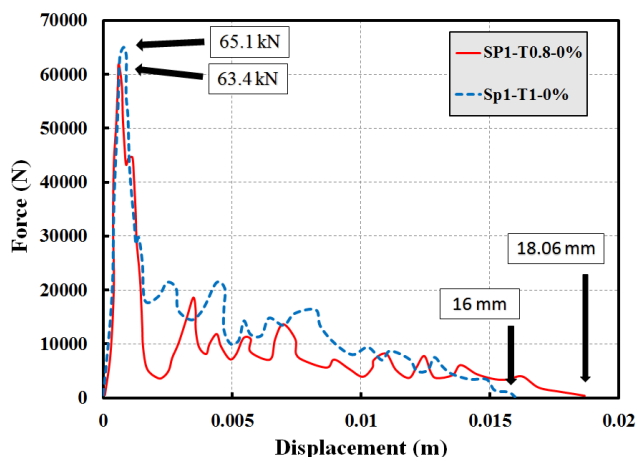 70000
60000
50000
40000
30000
20000
10000
0
Force (N)
65.1 kN
63.4 kN
SP1-T0.8-0%
Sp1-T1-0%
18.06 mm
16 mm
0
0.005
0.01
0.015
0.02
Displacement (m)